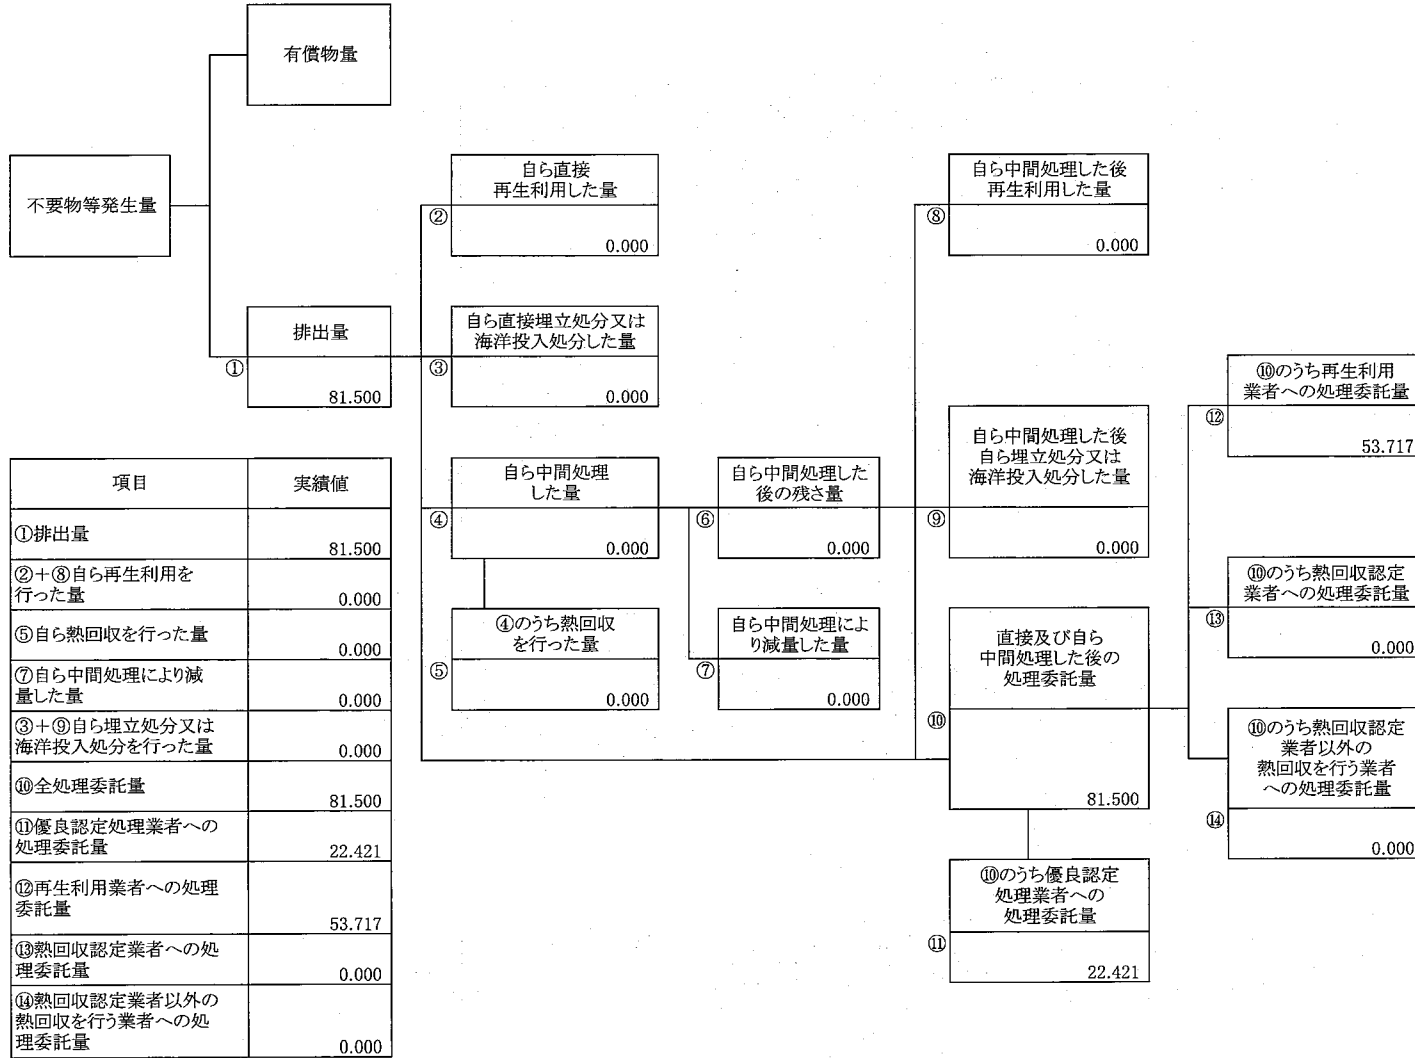 有償物量
不要物等発生量
排出量
①
81.500
自ら直接
再生利用した量
②
0.000
自ら直接埋立処分又は
海洋投入処分した量
③
0.000
自ら中間処理
した量
④
0.000
④のうち熱回収
を行った量
⑤
0.000
自ら中間処理した
後の残さ量
⑥
0.000
自ら中間処理によ
り減量した量
⑦
0.000
自ら中間処理した後
再生利用した量
⑧
0.000
自ら中間処理した後
自ら埋立処分又は
海洋投入処分した量
⑨
0.000
直接及び自ら
中間処理した後の
処理委託量
⑩
81.500
⑩のうち優良認定
処理業者への
処理委託量
⑪
22.421
⑩のうち再生利用
業者への処理委託量
⑫
53.717
⑩のうち熱回収認定
業者への処理委託量
⑬
0.000
⑩のうち熱回収認定
業者以外の
熱回収を行う業者
への処理委託量
⑭
0.000
項目 実績値
①排出量
81.500
②+⑧自ら再生利用を
行った量
0.000
⑤自ら熱回収を行った量
0.000
⑦自ら中間処理により減
量した量
0.000
③+⑨自ら埋立処分又は
海洋投入処分を行った量
0.000
⑩全処理委託量
81.500
⑪優良認定処理業者への
処理委託量
22.421
⑫再生利用業者への処理
委託量
53.717
⑬熱回収認定業者への処
理委託量
0.000
⑭熱回収認定業者以外の
熱回収を行う業者への処
理委託量
0.000